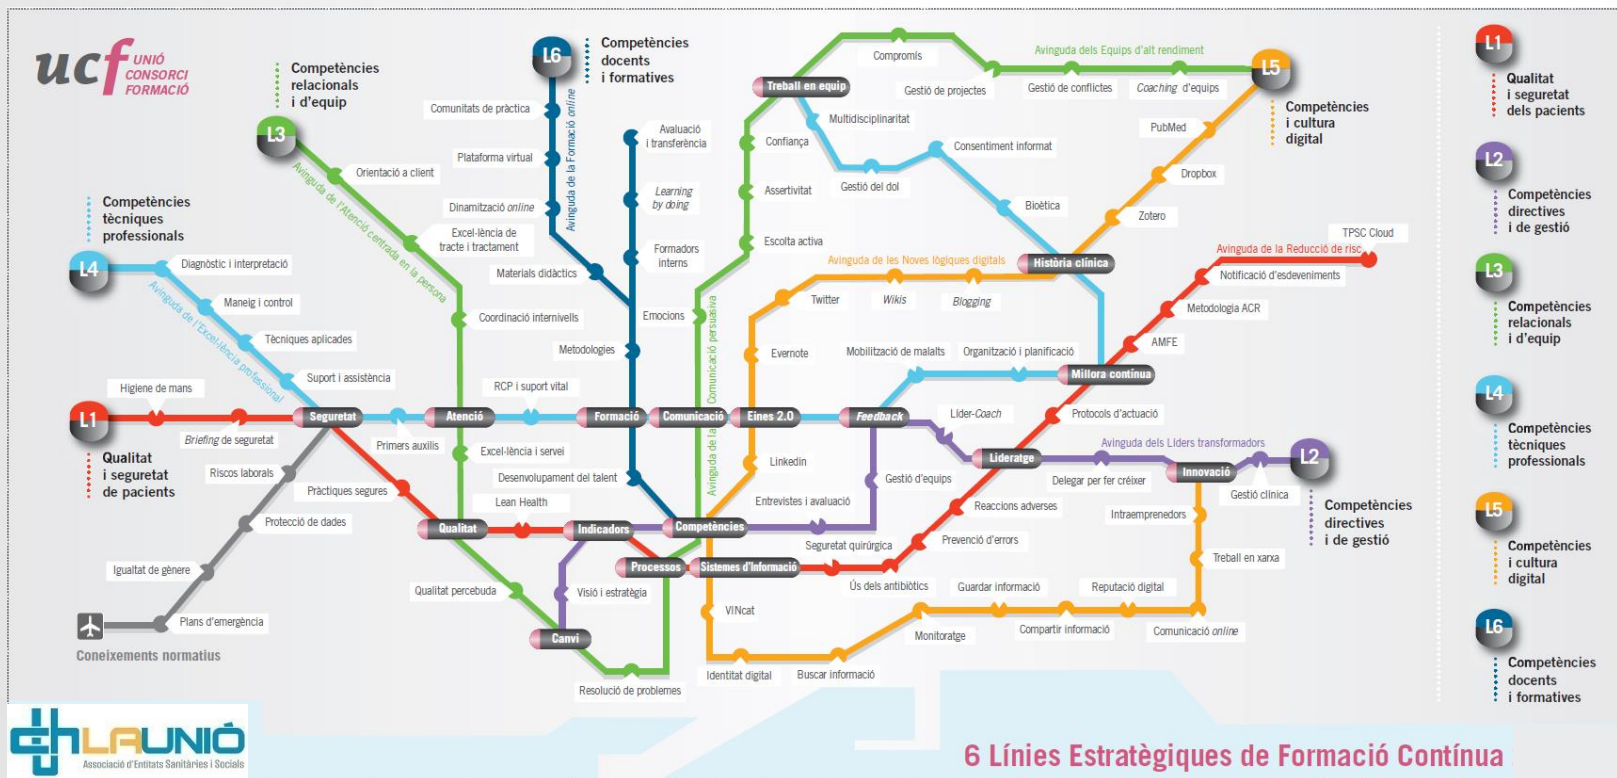 ucf
UNIÓ
CONSORCI
FORMACIÓ
L3
Competències
relacionals
i d'equip
Avinguda de l'Atenció centrada en la persona
Orientació a client
Excel·lència de
tracte i tractament
Coordinació internivells
L6
Competències
docents
i formatives
Avinguda de la Formació online
Comunitats de pràctica
Plataforma virtual
Dinamització online
Materials didàctics
Avaluació
i transferència
Learning
by doing
Formadors
interns
Metodologies
L4
Competències
tècniques
professionals
Avinguda de l'Excel·lència professional
Diagnòstic i interpretació
Maneig i control
Tècniques aplicades
Suport i assistència
L1
Qualitat
i seguretat
de pacients
Higiene de mans
Briefing de seguretat
Seguretat
Primers auxilis
Atenció
RCP i suport vital
Formació
Comunicació
Eines 2.0
Feedback
Treball en equip
Compromís
Gestió de projectes
Avinguda dels Equips d'alt rendiment
Gestió de conflictes
Coaching d'equips
L5
Competències
i cultura
digital
Multidisciplinaritat
Gestió del dol
Consentiment informat
Bioètica
Història clínica
PubMed
Dropbox
Zotero
Confiança
Assertivitat
Escolta activa
Emocions
Avinguda de la Comunicació persuasiva
Avinguda de les Noves lògiques digitals
Twitter
Wikis
Blogging
Evernote
Mobilització de malalts
Organització i planificació
Millora contínua
Avinguda de la Reducció de risc
TPSC Cloud
Notificació d'esdeveniments
Metodologia ACR
AMFE
Protocols d'actuació
Líder-Coach
Lideratge
Avinguda dels Líders transformadors
Delegar per fer créixer
Innovació
Gestió clínica
L2
Competències
directives
i de gestió
Riscos laborals
Protecció de dades
Igualtat de gènere
Plans d'emergència
Coneixements normatius
Pràctiques segures
Excel·lència i servei
Lean Health
Qualitat
Indicadors
Desenvolupament del talent
Competències
Linkedin
Entrevistes i avaluació
Gestió d'equips
Reaccions adverses
Prevenció d'errors
Seguretat quirúrgica
Ús dels antibiòtics
Processos
Sistemes d'Informació
Qualitat percebuda
Visió i estratègia
Canvi
Resolució de problemes
VINcat
Identitat digital
Buscar informació
Monitoratge
Guardar informació
Compartir informació
Reputació digital
Comunicació online
Intraemprenedors
Treball en xarxa
L1
Qualitat
i seguretat
dels pacients
L2
Competències
directives
i de gestió
L3
Competències
relacionals
i d'equip
L4
Competències
tècniques
professionals
L5
Competències
i cultura
digital
L6
Competències
docents
i formatives
LAUNIÓ
Associació d'Entitats Sanitàries i Socials
6 Línies Estratègiques de Formació Contínua